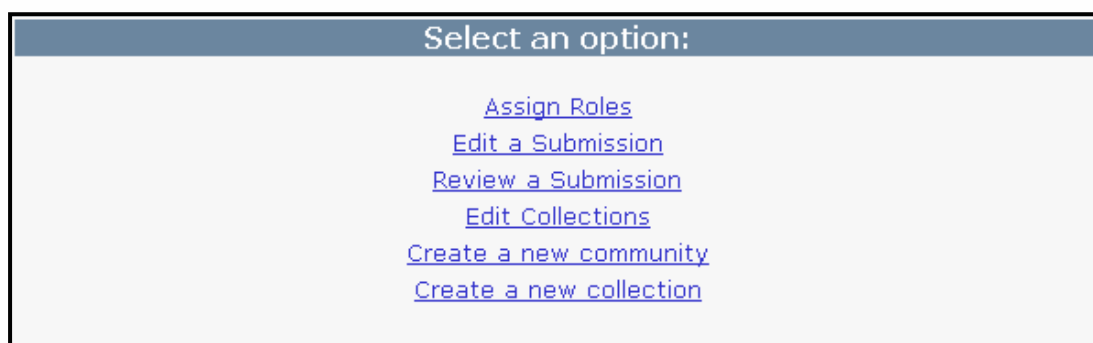 Select an option:
Assign Roles
Edit a Submission
Review a Submission
Edit Collections
Create a new community
Create a new collection